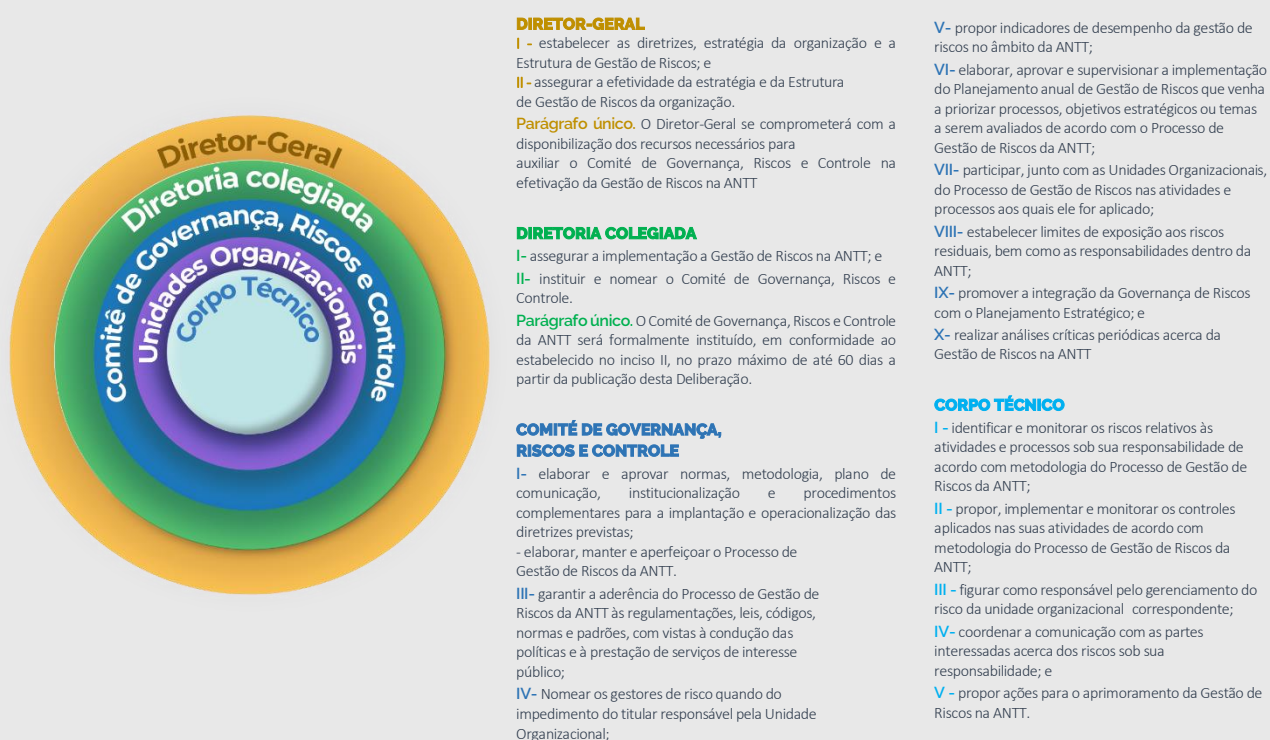 Diretor-Geral
Diretoria colegiada
Comitê de Governança, Riscos e Controle
Unidades Organizacionais
Corpo Técnico
DIRETOR-GERAL
I - estabelecer as diretrizes, estratégia da organização e a
Estrutura de Gestão de Riscos; e
II - assegurar a efetividade da estratégia e da Estrutura
de Gestão de Riscos da organização.
Parágrafo único. O Diretor-Geral se comprometerá com a
disponibilização dos recursos necessários para
auxiliar o Comité de Governança, Riscos e Controle na
efetivação da Gestão de Riscos na ANTT
DIRETORIA COLEGIADA
I- assegurar a implementação a Gestão de Riscos na ANTT; e
II- instituir e nomear o Comité de Governança, Riscos e
Controle.
Parágrafo único. O Comité de Governança, Riscos e Controle
da ANTT será formalmente instituído, em conformidade ao
estabelecido no inciso II, no prazo máximo de até 60 dias a
partir da publicação desta Deliberação.
COMITÉ DE GOVERNANÇA,
RISCOS E CONTROLE
I- elaborar e aprovar normas, metodologia, plano de
comunicação, institucionalização e procedimentos
complementares para a implantação e operacionalização das
diretrizes previstas;
- elaborar, manter e aperfeiçoar o Processo de
Gestão de Riscos da ANTT.
III- garantir a aderência do Processo de Gestão de
Riscos da ANTT às regulamentações, leis, códigos,
normas e padrões, com vistas à condução das
políticas e à prestação de serviços de interesse
público;
IV- Nomear os gestores de risco quando do
impedimento do titular responsável pela Unidade
Organizacional;
V- propor indicadores de desempenho da gestão de
riscos no âmbito da ANTT;
VI- elaborar, aprovar e supervisionar a implementação
do Planejamento anual de Gestão de Riscos que venha
a priorizar processos, objetivos estratégicos ou temas
a serem avaliados de acordo com o Processo de
Gestão de Riscos da ANTT;
VII- participar, junto com as Unidades Organizacionais,
do Processo de Gestão de Riscos nas atividades e
processos aos quais ele for aplicado;
VIII- estabelecer limites de exposição aos riscos
residuais, bem como as responsabilidades dentro da
ANTT;
IX- promover a integração da Governança de Riscos
com o Planejamento Estratégico; e
X- realizar análises críticas periódicas acerca da
Gestão de Riscos na ANTT
CORPO TÉCNICO
I - identificar e monitorar os riscos relativos às
atividades e processos sob sua responsabilidade de
acordo com metodologia do Processo de Gestão de
Riscos da ANTT;
II - propor, implementar e monitorar os controles
aplicados nas suas atividades de acordo com
metodologia do Processo de Gestão de Riscos da
ANTT;
III - figurar como responsável pelo gerenciamento do
risco da unidade organizacional correspondente;
IV- coordenar a comunicação com as partes
interessadas acerca dos riscos sob sua
responsabilidade; e
V - propor ações para o aprimoramento da Gestão de
Riscos na ANTT.